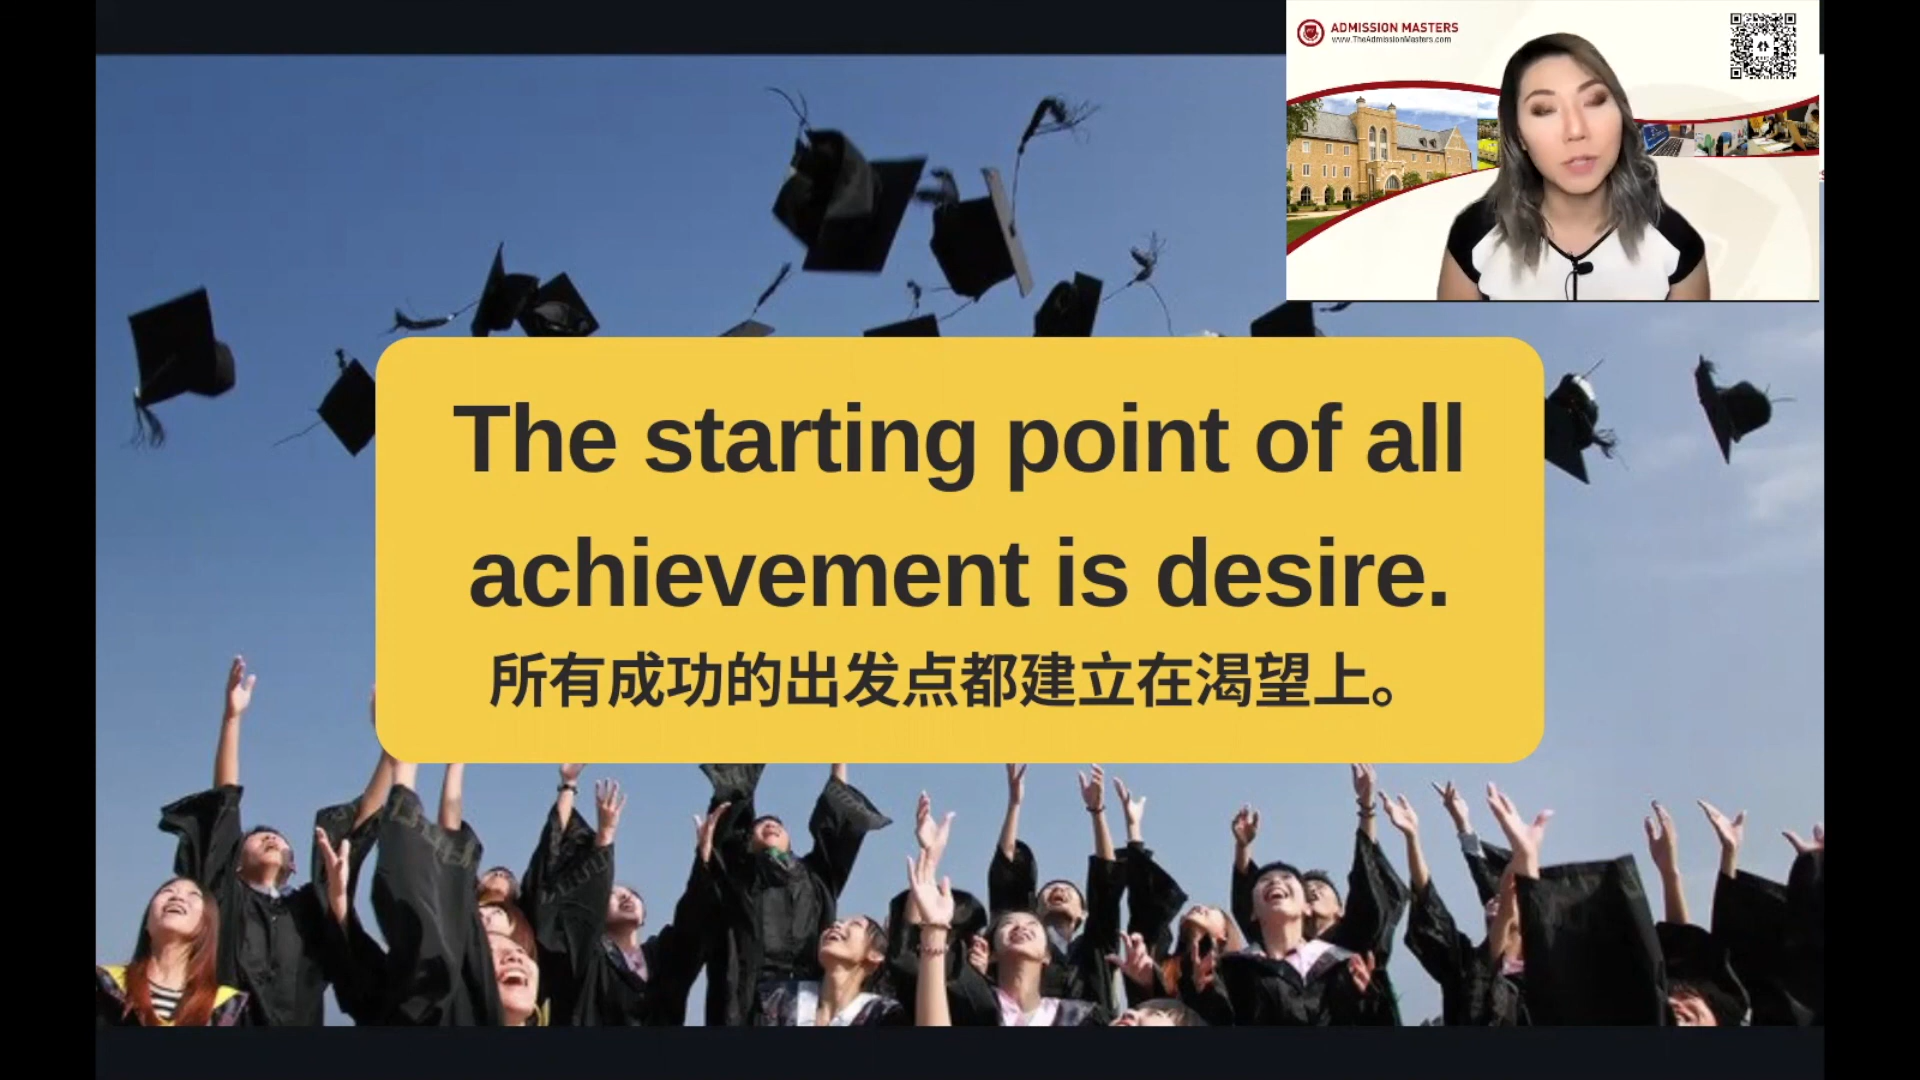 ADMISSION MASTERS
www.TheAdmissionMasters.com
The starting point of all
achievement is desire.
所有成功的出发点都建立在渴望上。